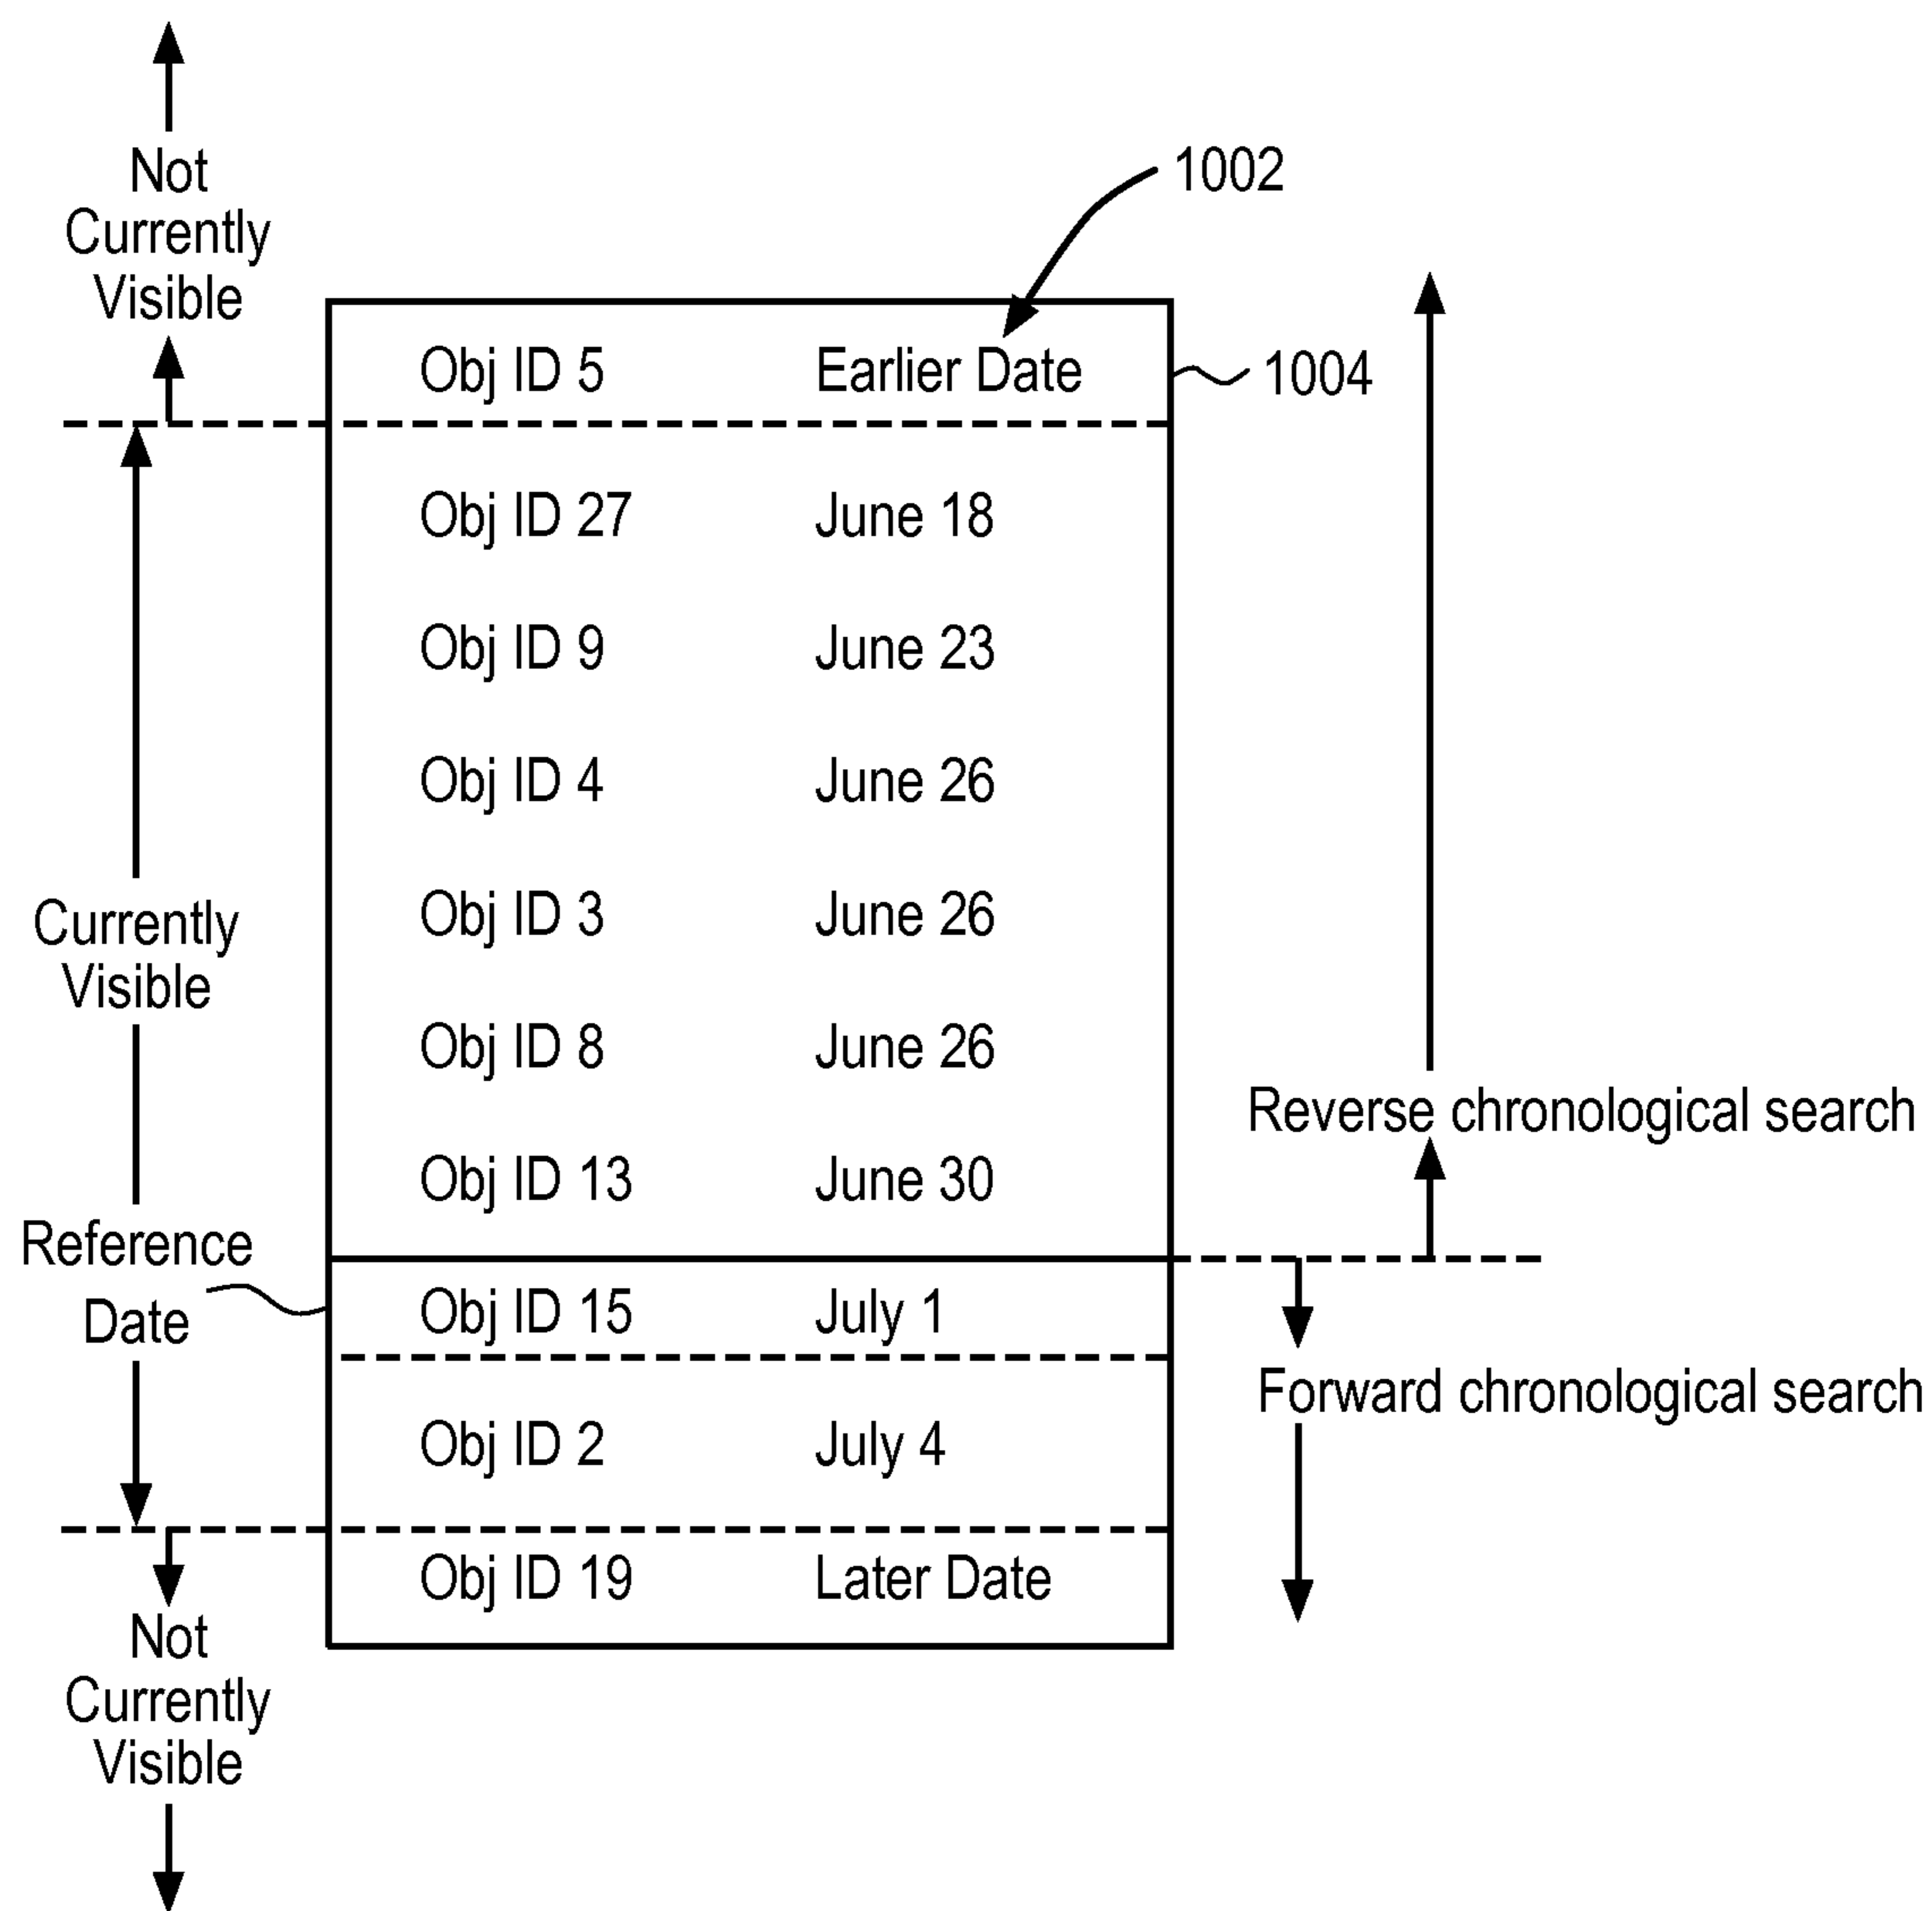 Not
Currently
Visible
1002
Obj ID 5 Earlier Date
1004
Obj ID 27 June 18
Obj ID 9 June 23
Obj ID 4 June 26
Obj ID 3 June 26
Currently
Visible
Obj ID 8 June 26
Reverse chronological search
Obj ID 13 June 30
Reference
Date
Obj ID 15 July 1
Forward chronological search
Obj ID 2 July 4
Obj ID 19 Later Date
Not
Currently
Visible